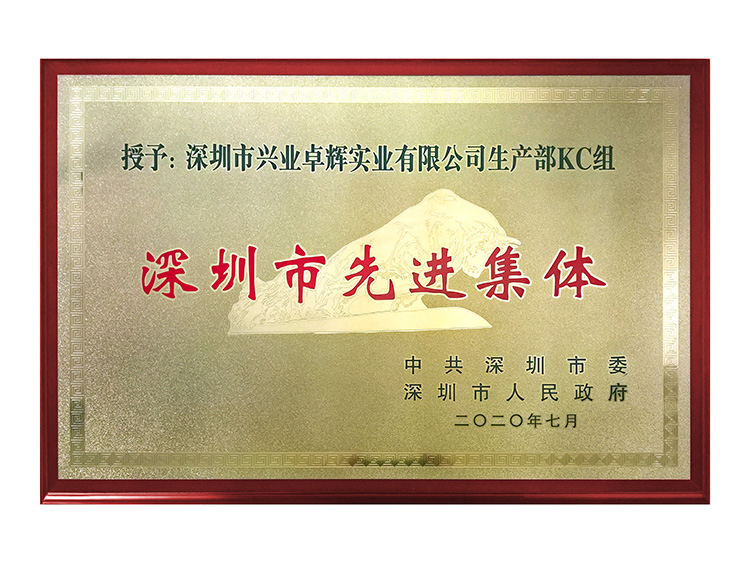 授予：深圳市兴业卓辉实业有限公司生产部KC组
深圳市先进集体
中共深圳市委
深圳市人民政府
二〇二〇年七月